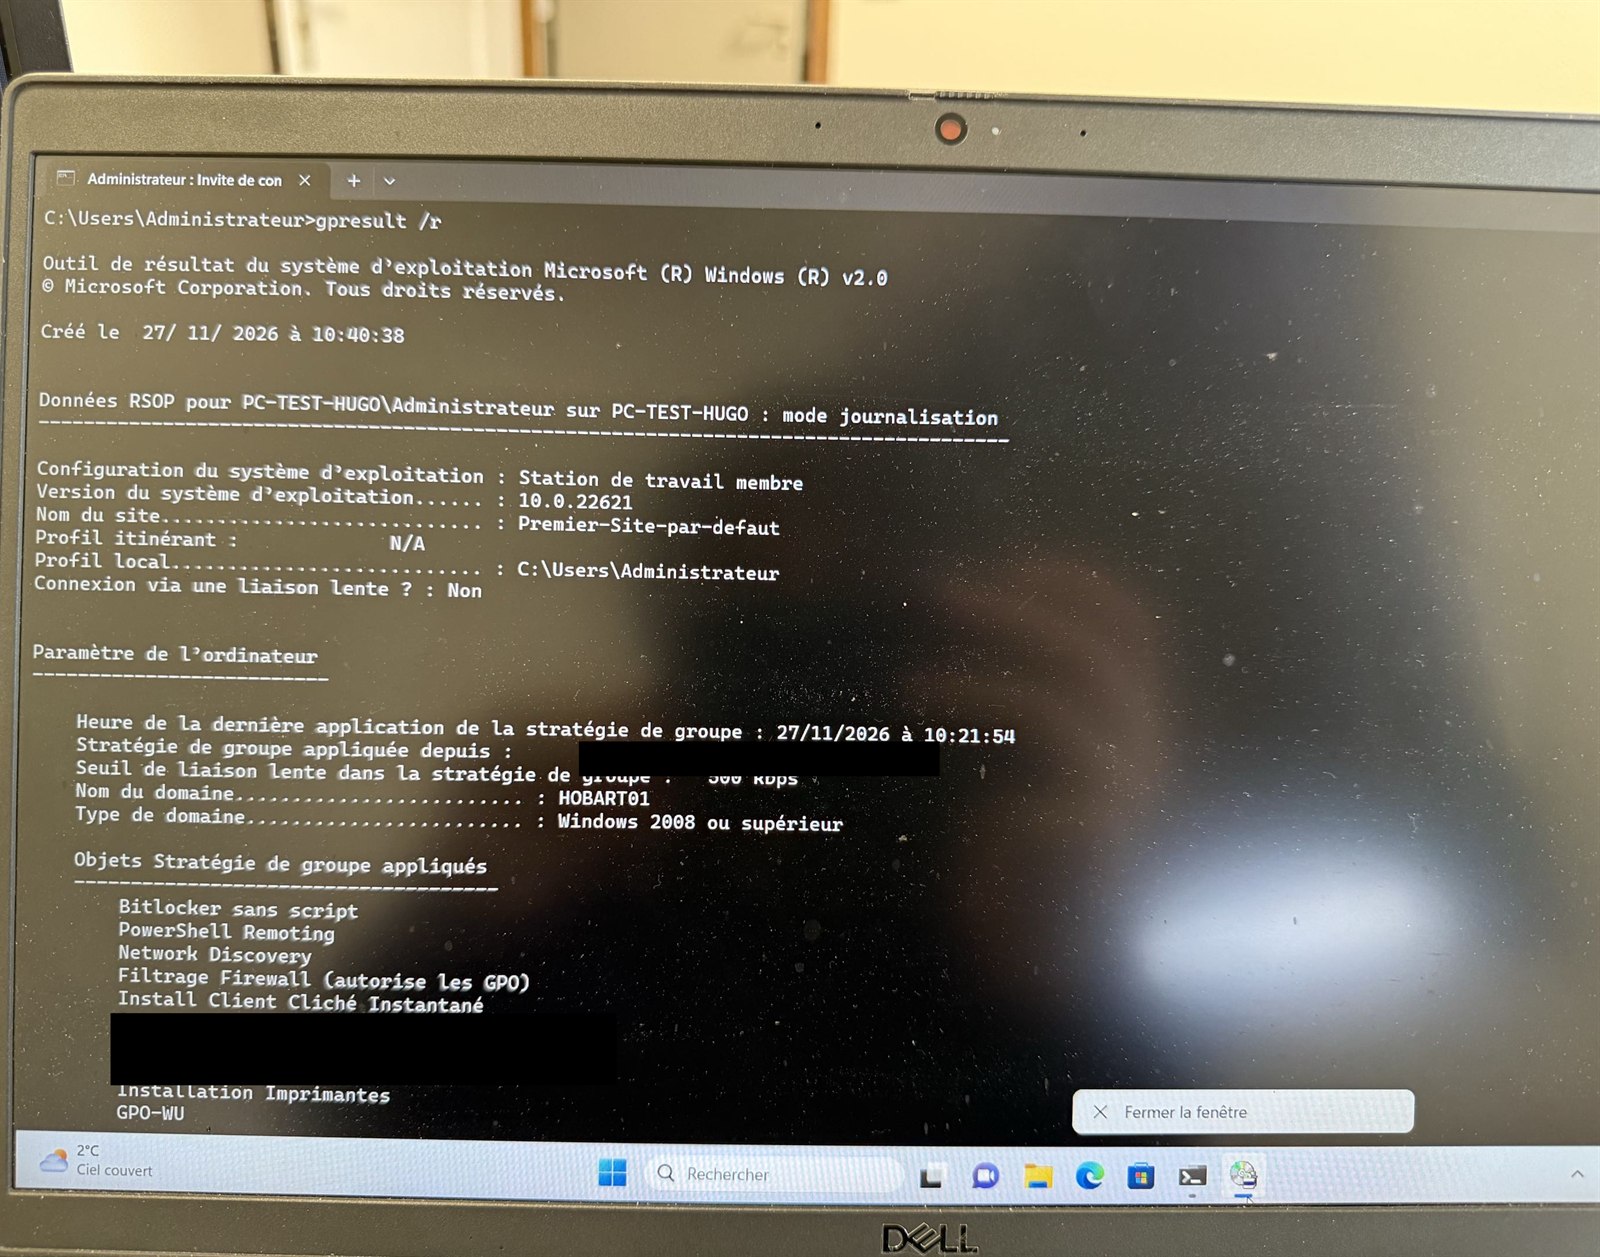 Administrateur : Invite de con
C:\Users\Administrateur>gpresult /r
Outil de résultat du système d'exploitation Microsoft (R) Windows (R) v2.0
© Microsoft Corporation. Tous droits réservés.
Créé le 27/ 11/ 2026 à 10:40:38
Données RSOP pour PC-TEST-HUGO\Administrateur sur PC-TEST-HUGO : mode journalisation
Configuration du système d'exploitation : Station de travail membre
Version du système d'exploitation...... : 10.0.22621
Nom du site............................ : Premier-Site-par-defaut
Profil itinérant : N/A
Profil local........................... : C:\Users\Administrateur
Connexion via une liaison lente ? : Non
Paramètre de l'ordinateur
Heure de la dernière application de la stratégie de groupe : 27/11/2026 à 10:21:54
Stratégie de groupe appliquée depuis :
Seuil de liaison lente dans la stratégie de groupe : 500 kbps
Nom du domaine......................... : HOBART01
Type de domaine........................ : Windows 2008 ou supérieur
Objets Stratégie de groupe appliqués
Bitlocker sans script
PowerShell Remoting
Network Discovery
Filtrage Firewall (autorise les GPO)
Install Client Cliché Instantané
Installation Imprimantes
GPO-WU
Fermer la fenêtre
2°C
Ciel couvert
Rechercher
DELL